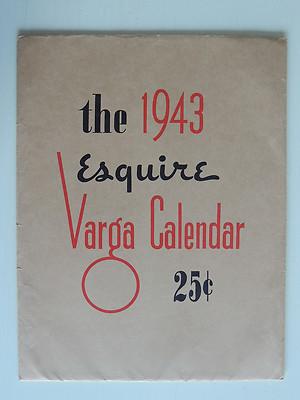 the 1943
Esquire
Varga Calendar
25¢